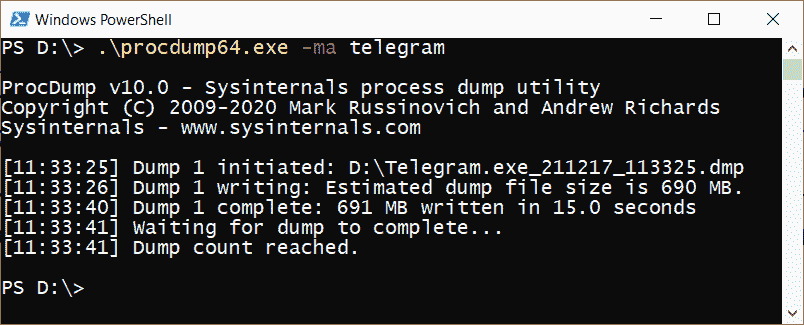 Windows PowerShell
PS D:\> .\procdump64.exe -ma telegram
ProcDump v10.0 - Sysinternals process dump utility
Copyright (C) 2009-2020 Mark Russinovich and Andrew Richards
Sysinternals - www.sysinternals.com
[11:33:25] Dump 1 initiated: D:\Telegram.exe_211217_113325.dmp
[11:33:26] Dump 1 writing: Estimated dump file size is 690 MB.
[11:33:40] Dump 1 complete: 691 MB written in 15.0 seconds
[11:33:41] Waiting for dump to complete...
[11:33:41] Dump count reached.
PS D:\>